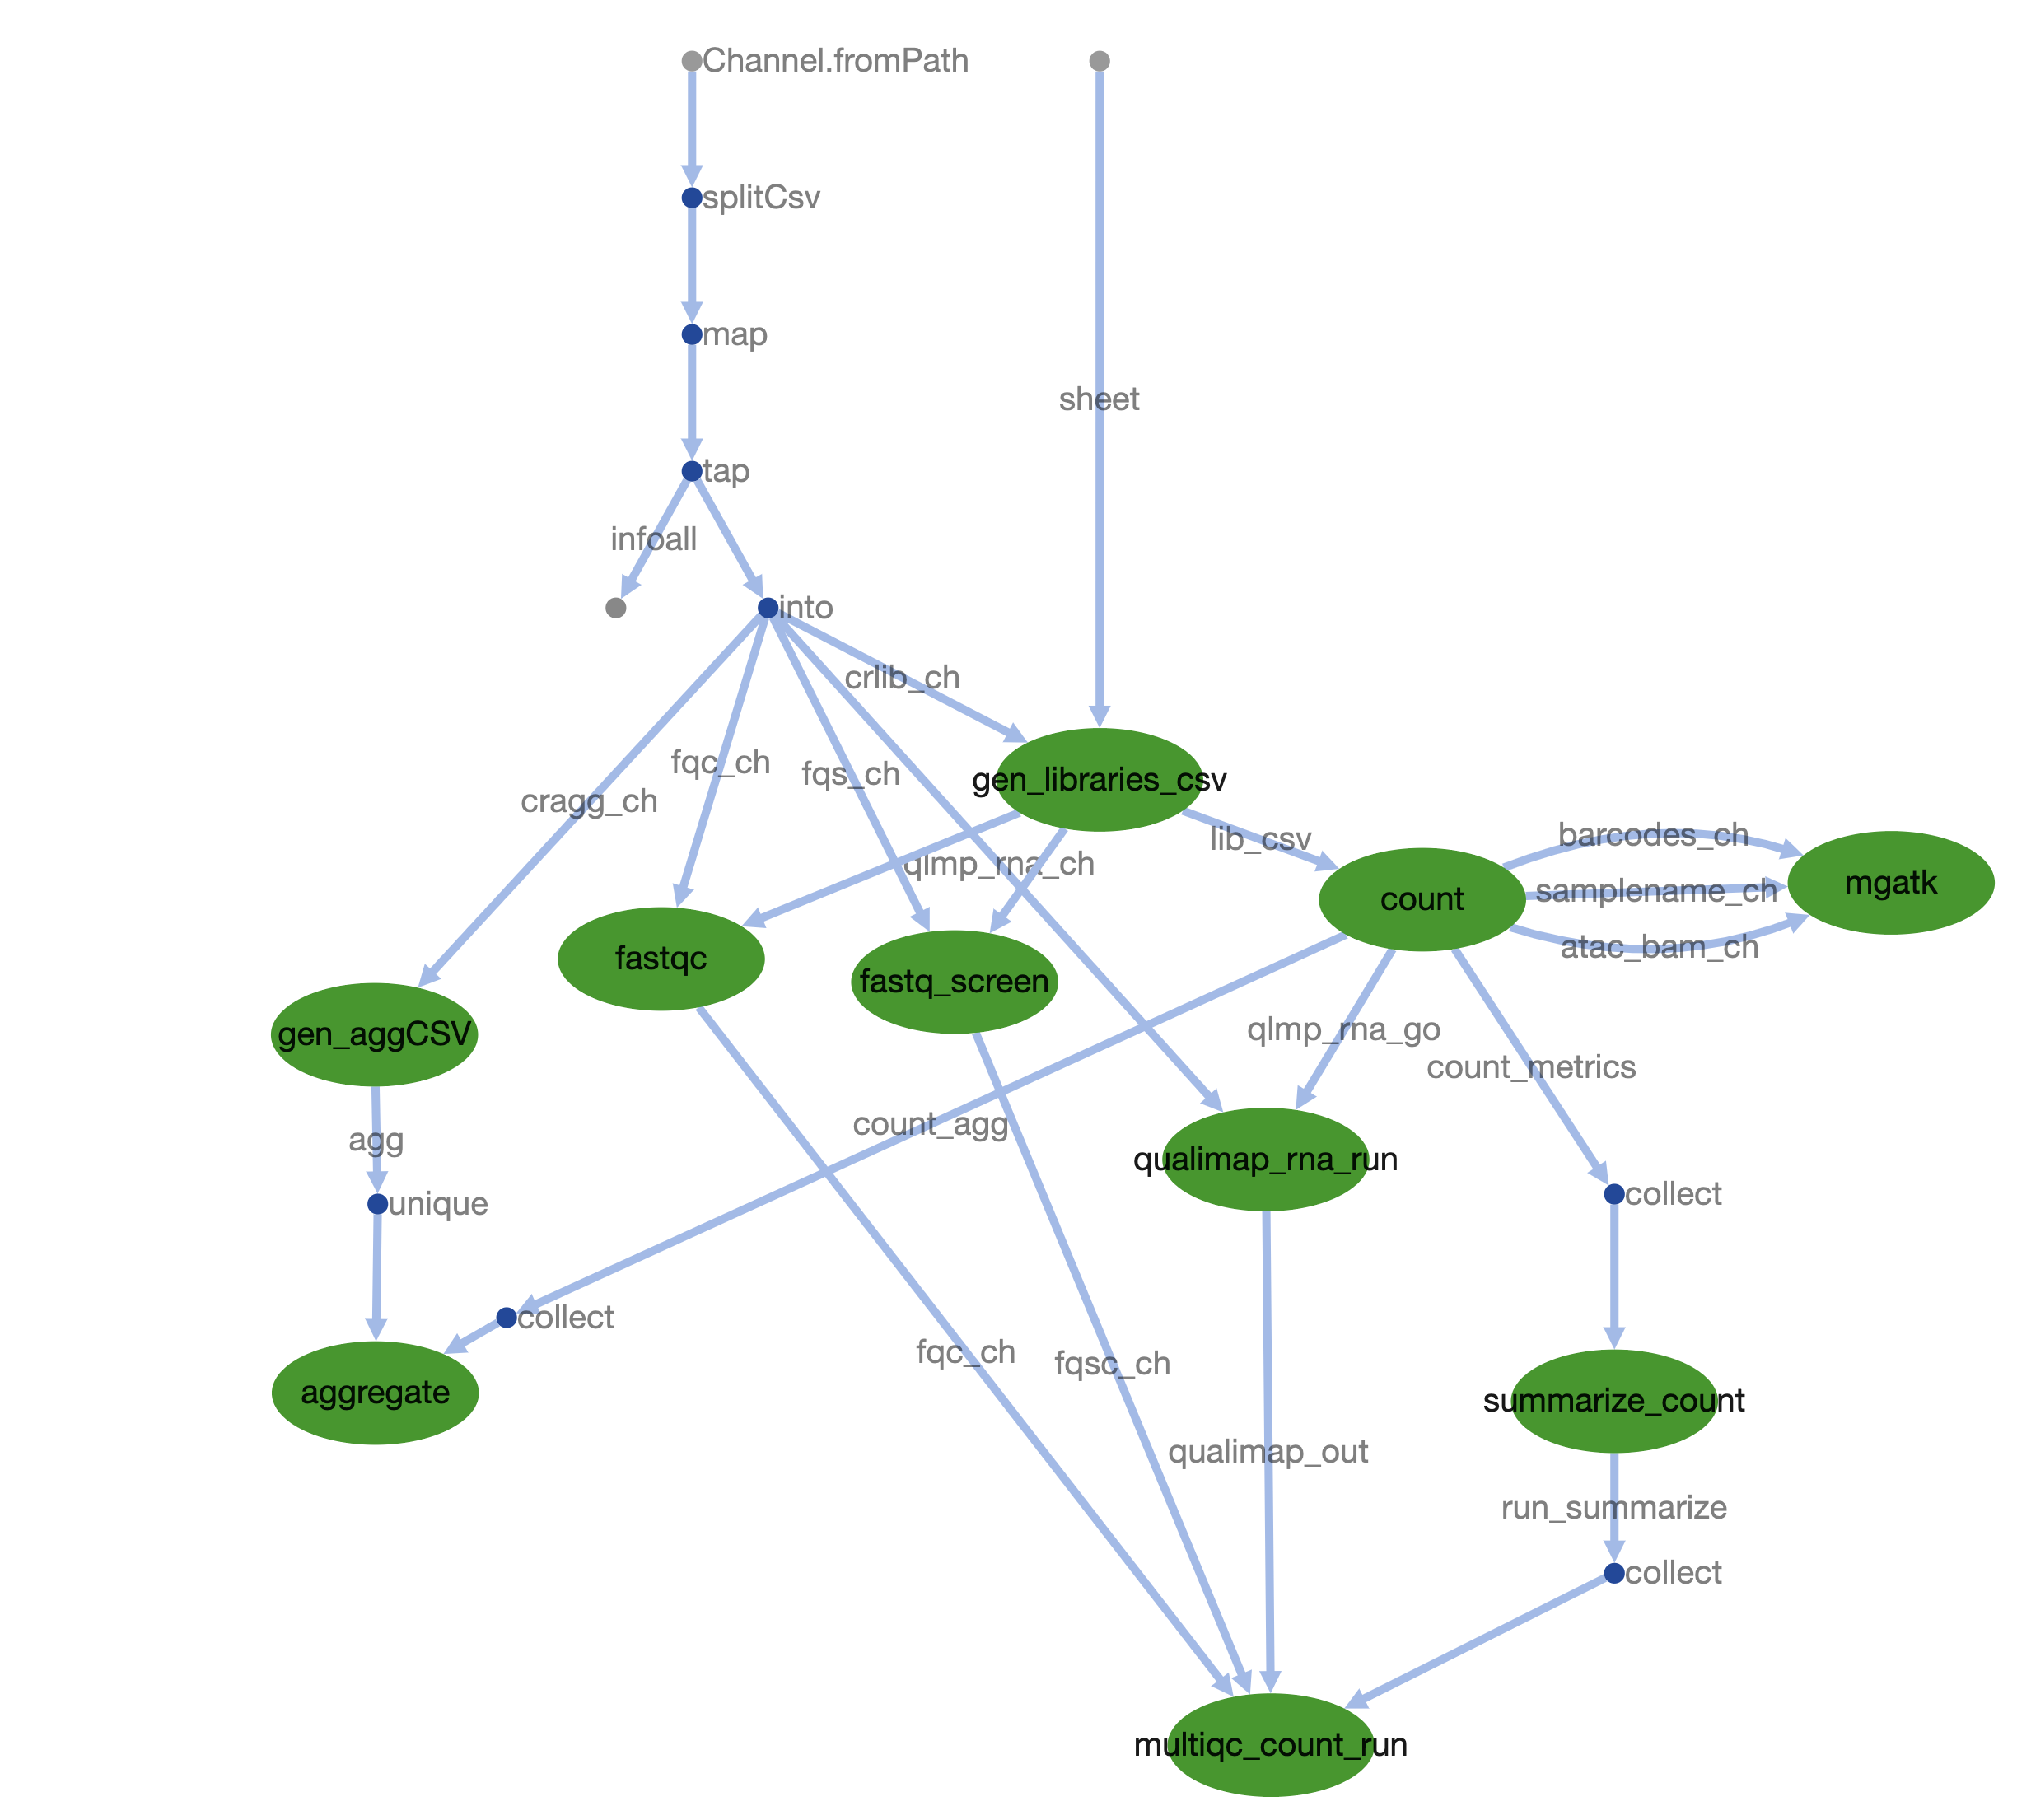 Channel.fromPath
splitCsv
map
sheet
tap
infoall
into
crlib_ch
fqc_ch
fqs_ch
gen_libraries_csv
cragg_ch
lib_csv
barcodes_ch
qlmp_rna_ch
mgatk
samplename_ch
count
atac_bam_ch
fastqc
fastq_screen
gen_aggCSV
qlmp_rna_go
count_metrics
count_agg
agg
qualimap_rna_run
collect
unique
collect
fqc_ch
fqsc_ch
aggregate
summarize_count
qualimap_out
run_summarize
collect
multiqc_count_run